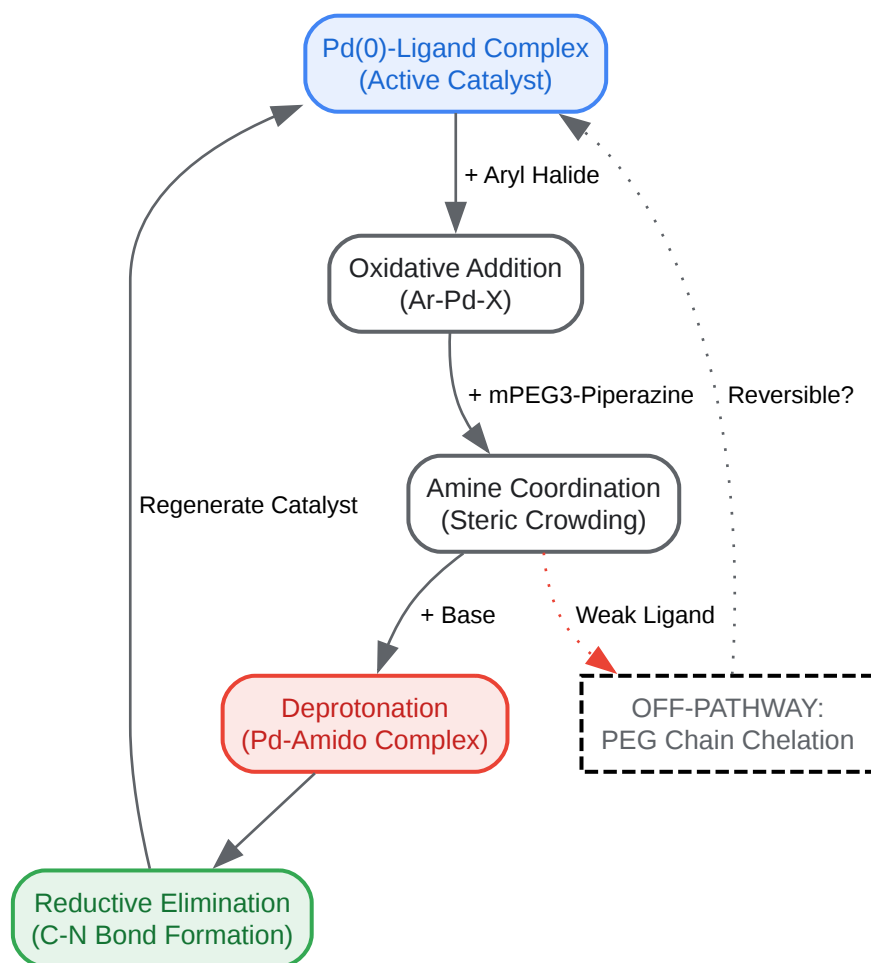 Pd(0)-Ligand Complex
(Active Catalyst)
+ Aryl Halide
Oxidative Addition
(Ar-Pd-X)
+ mPEG3-Piperazine
Reversible?
Amine Coordination
(Steric Crowding)
Regenerate Catalyst
+ Base
Weak Ligand
Deprotonation
(Pd-Amido Complex)
OFF-PATHWAY:
PEG Chain Chelation
Reductive Elimination
(C-N Bond Formation)